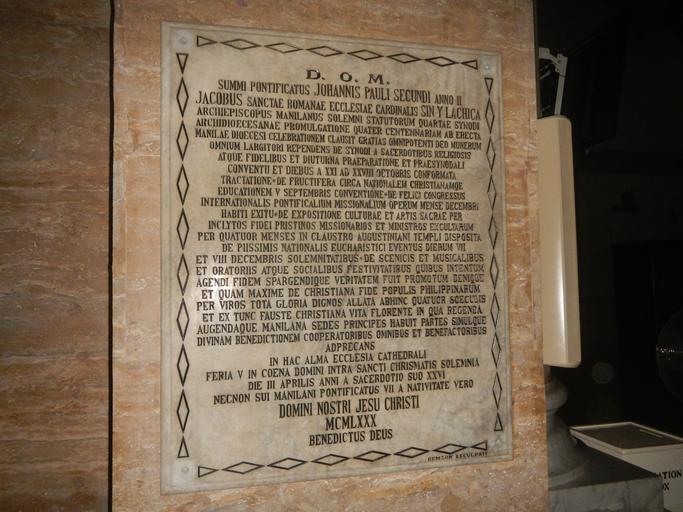 D. O. M.
SUMMI PONTIFICATUS JOHANNIS PAULI SECUNDI ANNO II
JACOBUS SANCTAE ROMANAE ECCLESIAE CARDINALIS SIN Y LACHICA
ARCHIEPISCOPUS MANILANUS SOLEMNI STATUTORUM QUARTAE SYNODI
ARCHIDIOECESANAE PROMULGATIONE QUATER CENTENNARIAM AB ERECTA
MANILAE DIOECESI CELEBRATIONEM CLAUSIT GRATIAS OMNIPOTENTI DEO MUNERUM
OMNIUM LARGITORI REPENDENS DE SYNODI A SACERDOTIBUS RELIGIOSIS
ATQUE FIDELIBUS ET DIUTURNA PRAEPARATIONE ET PRAESYNODALI
CONVENTU ET DIEBUS A XXI AD XXVIII OCTOBRIS CONFORMATA
TRACTATIONE·DE FRUCTIFERA CIRCA NATIONALEM CHRISTIANAMQUE
EDUCATIONEM V SEPTEMBRIS CONVENTIONE·DE FELICI CONGRESSUS
INTERNATIONALIS PONTIFICALIUM MISSIONALIUM OPERUM MENSE DECEMBRI
HABITI EXITU·DE EXPOSITIONE CULTURAE ET ARTIS SACRAE PER
INCLYTOS FIDEI PRISTINOS MISSIONARIOS ET MINISTROS EXCULTARUM
PER QUATUOR MENSES IN CLAUSTRO AUGUSTINIANI TEMPLI DISPOSITA
DE PIISSIMIS NATIONALIS EUCHARISTICI EVENTUS DIERUM VII
ET VIII DECEMBRIS SOLEMNITATIBUS·DE SCENICIS ET MUSICALIBUS
ET ORATORIIS ATQUE SOCIALIBUS FESTIVITATIBUS QUIBUS INTENTUM
AGENDI FIDEM SPARGENDIQUE VERITATEM FUIT PROMOTUM DENIQUE
ET QUAM MAXIME DE CHRISTIANA FIDE POPULIS PHILIPPINARUM
PER VIROS TOTA GLORIA DIGNOS ALLATA ABHINC QUATUOR SAECULIS
ET EX TUNC FAUSTE CHRISTIANA VITA FLORENTE IN QUA REGENDA
AUGENDAQUE MANILANA SEDES PRINCIPES HABUIT PARTES SIMULQUE
DIVINAM BENEDICTIONEM COOPERATORIBUS OMNIBUS ET BENEFACTORIBUS
ADPRECANS
IN HAC ALMA ECCLESIA CATHEDRALI
FERIA V IN COENA DOMINI INTRA SANCTI CHRISMATIS SOLEMNIA
DIE III APRILIS ANNI A SACERDOTIO SUO XXVI
NECNON SUI MANILANI PONTIFICATUS VII A NATIVITATE VERO
DOMINI NOSTRI JESU CHRISTI
MCMLXXX
BENEDICTUS DEUS
EXCULPSIT